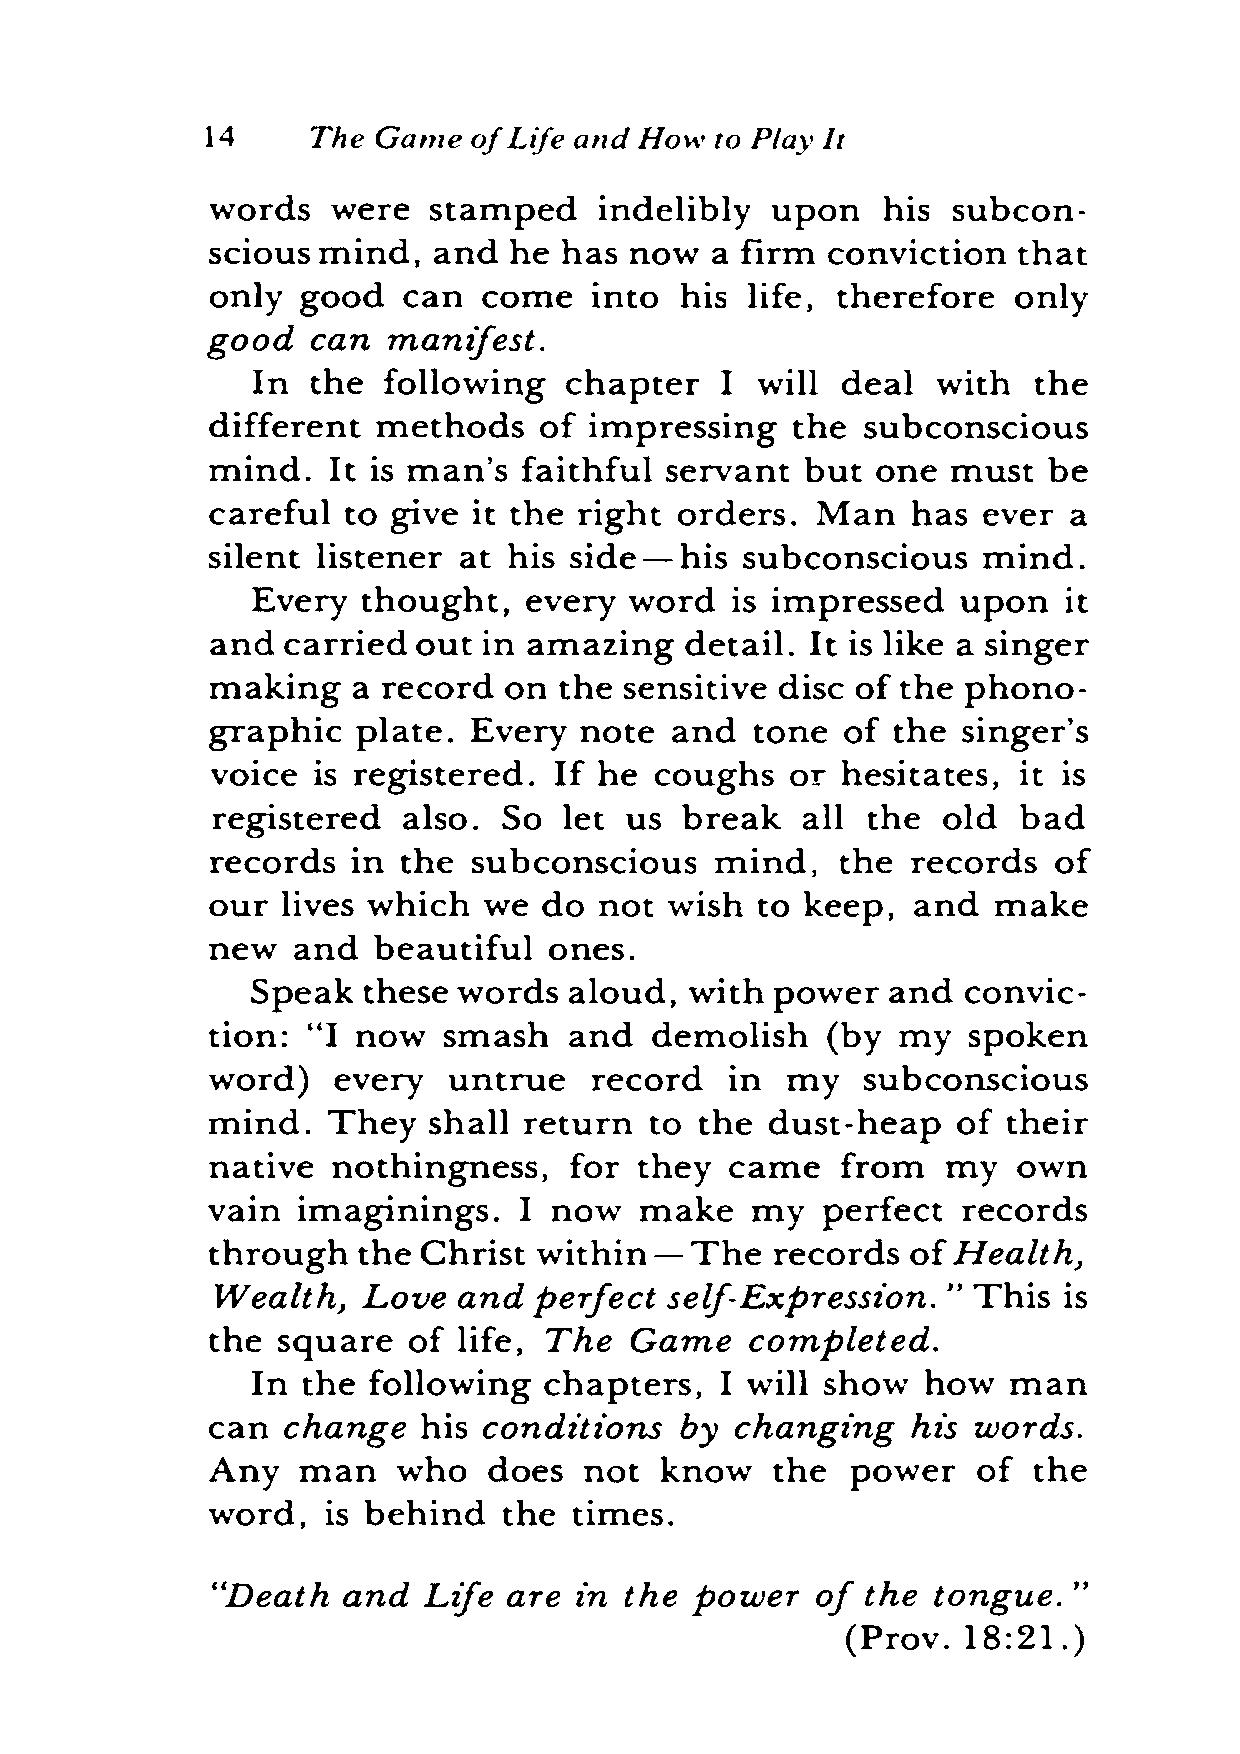 14 The Game of Life and How to Play It
words were stamped indelibly upon his subcon-
scious mind, and he has now a firm conviction that
only good can come into his life, therefore only
good can manifest.
In the following chapter I will deal with the
different methods of impressing the subconscious
mind. It is man's faithful servant but one must be
careful to give it the right orders. Man has ever a
silent listener at his side—his subconscious mind.
Every thought, every word is impressed upon it
and carried out in amazing detail. It is like a singer
making a record on the sensitive disc of the phono-
graphic plate. Every note and tone of the singer's
voice is registered. If he coughs or hesitates, it is
registered also. So let us break all the old bad
records in the subconscious mind, the records of
our lives which we do not wish to keep, and make
new and beautiful ones.
Speak these words aloud, with power and convic-
tion: "I now smash and demolish (by my spoken
word) every untrue record in my subconscious
mind. They shall return to the dust-heap of their
native nothingness, for they came from my own
vain imaginings. I now make my perfect records
through the Christ within—The records of Health,
Wealth, Love and perfect self-Expression." This is
the square of life, The Game completed.
In the following chapters, I will show how man
can change his conditions by changing his words.
Any man who does not know the power of the
word, is behind the times.
"Death and Life are in the power of the tongue."
(Prov. 18:21.)